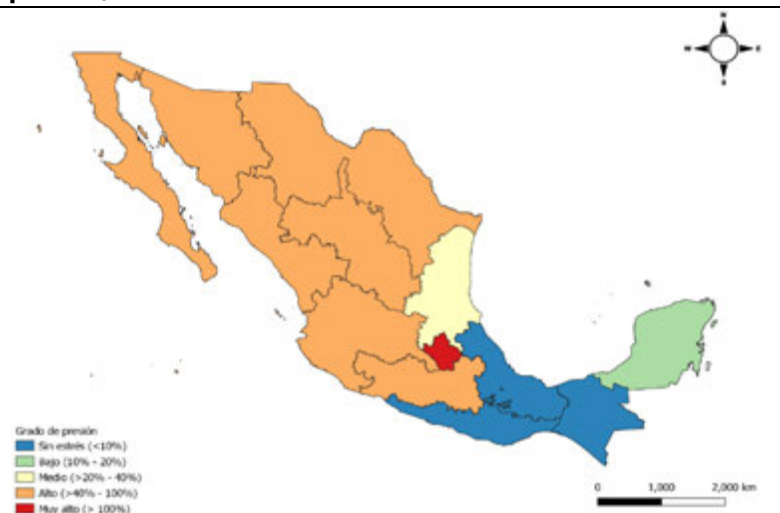 N
W E
S
Grado de presión
Sin estrés (<10%)
Bajo (10% - 20%)
Medio (>20% - 40%)
Alto (>40% - 100%)
Muy alto (> 100%)
0 1,000 2,000 km